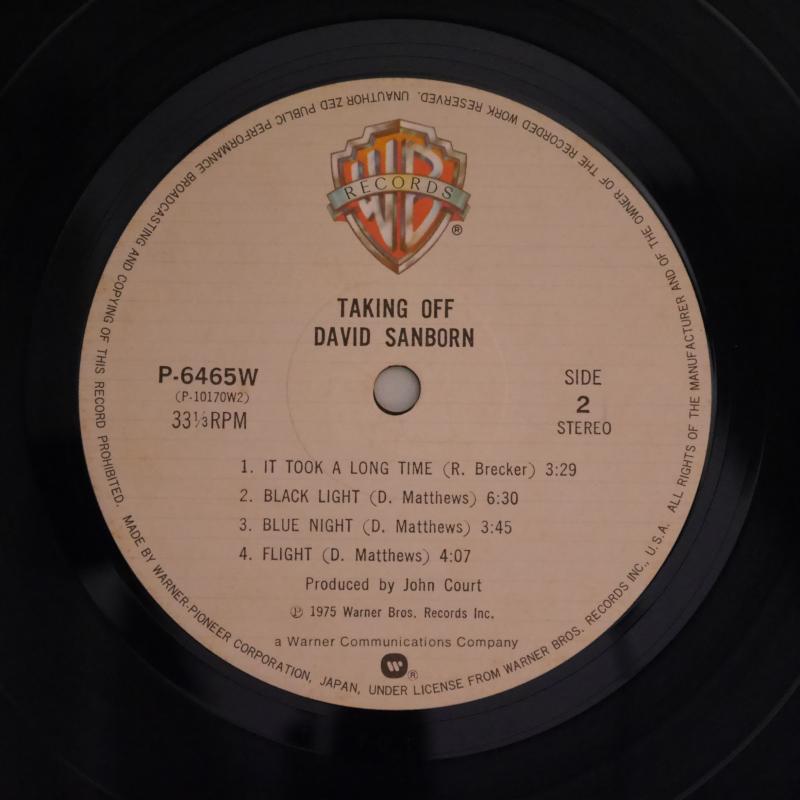 WB
RECORDS
®
TAKING OFF
DAVID SANBORN
P-6465W
(P-10170W2)
33⅓RPM
SIDE
2
STEREO
1. IT TOOK A LONG TIME (R. Brecker) 3:29
2. BLACK LIGHT (D. Matthews) 6:30
3. BLUE NIGHT (D. Matthews) 3:45
4. FLIGHT (D. Matthews) 4:07
Produced by John Court
Ⓟ 1975 Warner Bros. Records Inc.
a Warner Communications Company
®
MADE BY WARNER-PIONEER CORPORATION, JAPAN, UNDER LICENSE FROM WARNER BROS. RECORDS INC., U.S.A. ALL RIGHTS OF THE MANUFACTURER AND OF THE OWNER OF THE RECORDED WORK RESERVED. UNAUTHOR ZED PUBLIC PERFORMANCE BROADCASTING AND COPYING OF THIS RECORD PROHIBITED.